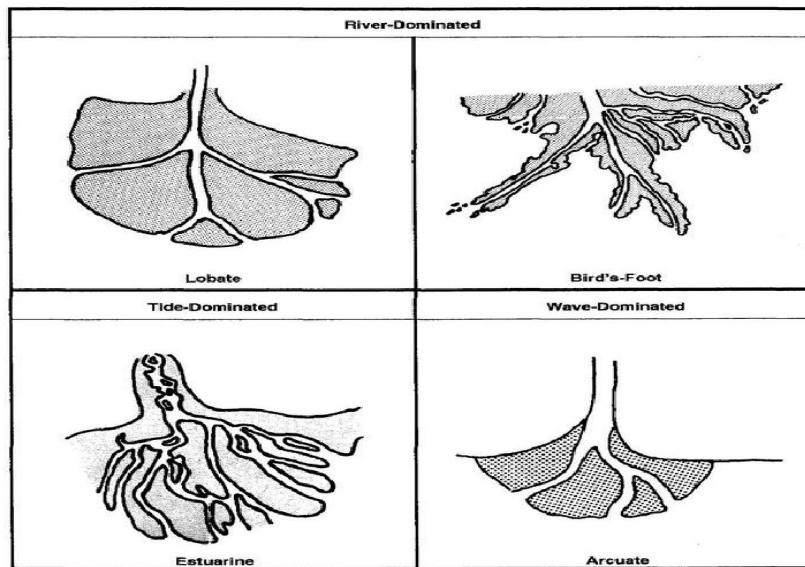 River-Dominated
Lobate
Bird's-Foot
Tide-Dominated
Wave-Dominated
Estuarine
Arcuate